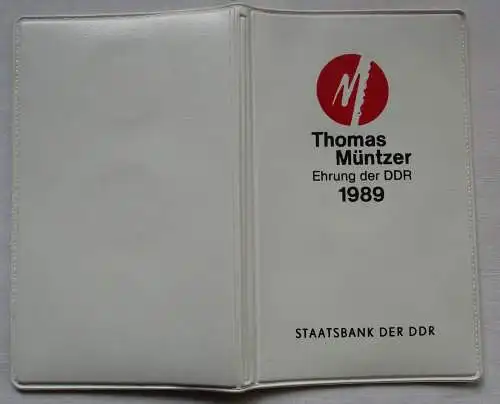 Thomas
Müntzer
Ehrung der DDR
1989
STAATSBANK DER DDR